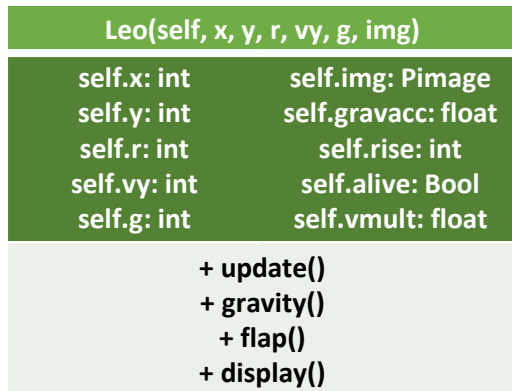 Leo(self, x, y, r, vy, g, img)
self.x: int self.img: Pimage
self.y: int self.gravacc: float
self.r: int self.rise: int
self.vy: int self.alive: Bool
self.g: int self.vmult: float
+ update()
+ gravity()
+ flap()
+ display()